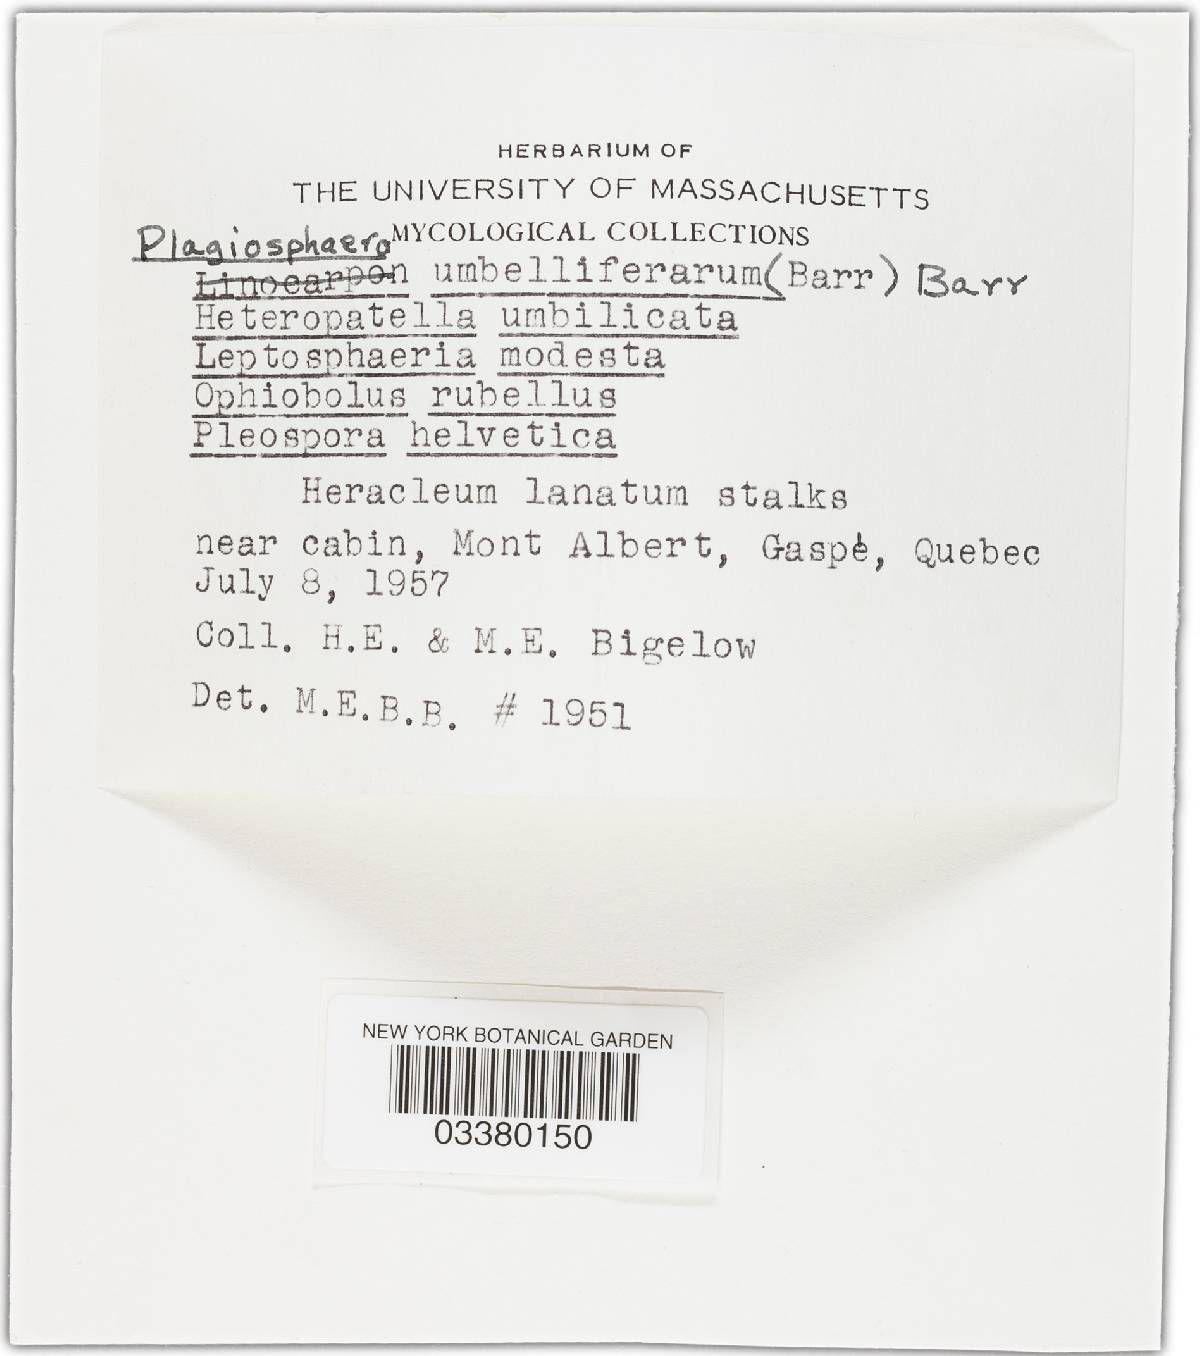 HERBARIUM OF
THE UNIVERSITY OF MASSACHUSETTS
MYCOLOGICAL COLLECTIONS
Plagiosphaera
Linocarpon umbelliferarum (Barr) Barr
Heteropatella umbilicata
Leptosphaeria modesta
Ophiobolus rubellus
Pleospora helvetica
Heracleum lanatum stalks
near cabin, Mont Albert, Gaspé, Quebec
July 8, 1957
Coll. H.E. & M.E. Bigelow
Det. M.E.B.B. # 1951
NEW YORK BOTANICAL GARDEN
03380150